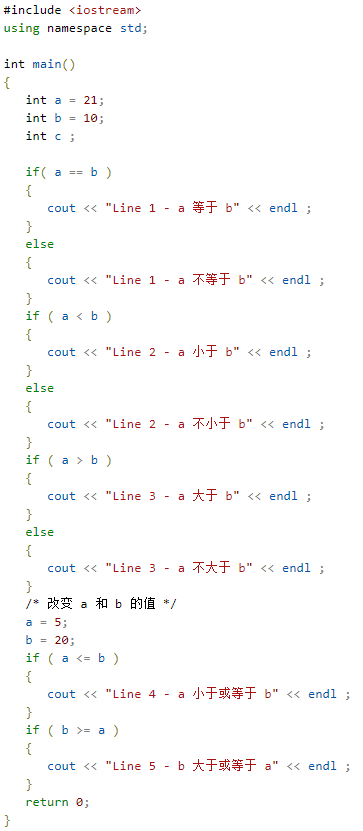 #include <iostream>
using namespace std;

int main()
{
   int a = 21;
   int b = 10;
   int c ;

   if( a == b )
   {
      cout << "Line 1 - a 等于 b" << endl ;
   }
   else
   {
      cout << "Line 1 - a 不等于 b" << endl ;
   }
   if ( a < b )
   {
      cout << "Line 2 - a 小于 b" << endl ;
   }
   else
   {
      cout << "Line 2 - a 不小于 b" << endl ;
   }
   if ( a > b )
   {
      cout << "Line 3 - a 大于 b" << endl ;
   }
   else
   {
      cout << "Line 3 - a 不大于 b" << endl ;
   }
   /* 改变 a 和 b 的值 */
   a = 5;
   b = 20;
   if ( a <= b )
   {
      cout << "Line 4 - a 小于或等于 b" << endl ;
   }
   if ( b >= a )
   {
      cout << "Line 5 - b 大于或等于 a" << endl ;
   }
   return 0;
}